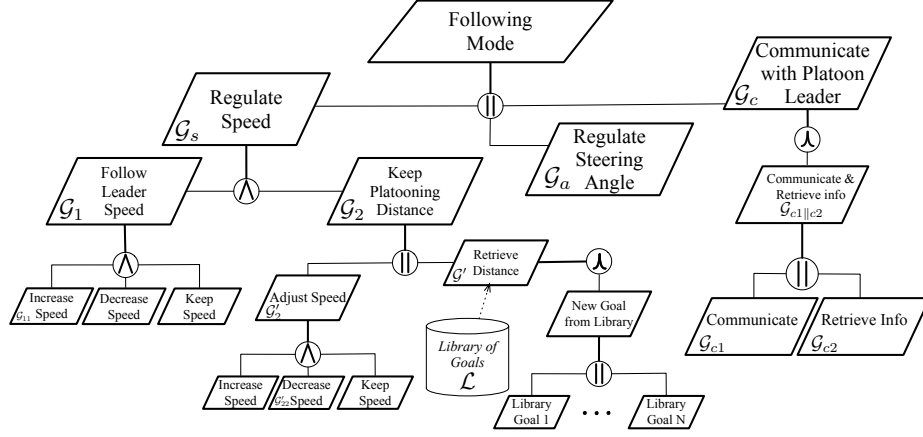 Following
Mode
||
Regulate
Speed
𝒢s
Communicate
with Platoon
Leader
𝒢c
Regulate
Steering
Angle
𝒢a
∧
⋏
Follow
Leader
Speed
𝒢1
Keep
Platooning
Distance
𝒢2
Communicate &
Retrieve info
𝒢c1||c2
∧
||
Retrieve
Distance
𝒢′
⋏
||
Increase
𝒢11 Speed
Decrease
Speed
Keep
Speed
Adjust Speed
𝒢′2
New Goal
from Library
Communicate
𝒢c1
Retrieve Info
𝒢c2
∧
Library of
Goals
ℒ
||
Increase
Speed
Decrease
𝒢′22 Speed
Keep
Speed
Library
Goal 1
• • •
Library
Goal N